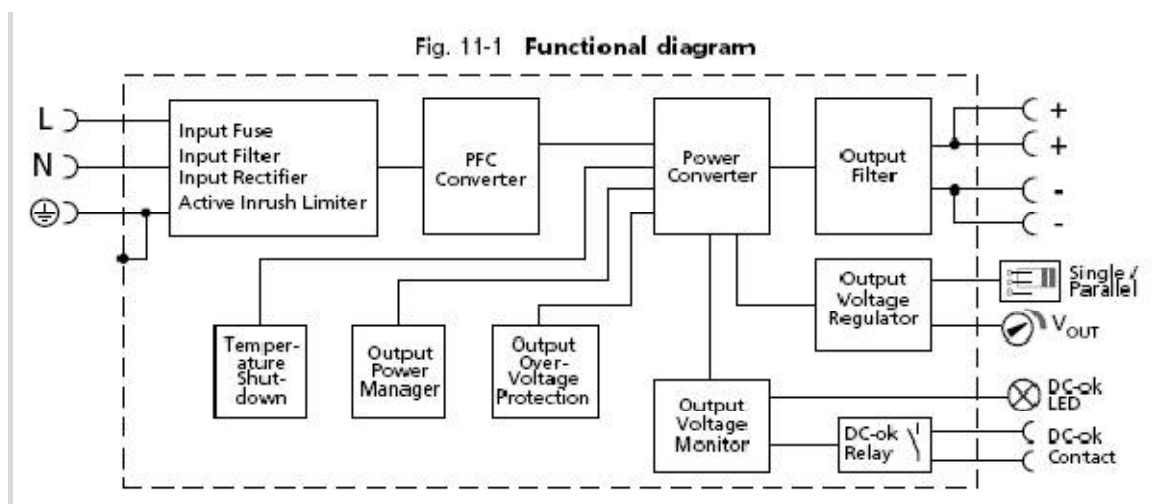 Fig. 11-1 Functional diagram
L
N
Input Fuse
Input Filter
Input Rectifier
Active Inrush Limiter
PFC
Converter
Power
Converter
Output
Filter
+
+
-
-
Output
Voltage
Regulator
Single /
Parallel
VOUT
Temper-
ature
Shut-
down
Output
Power
Manager
Output
Over-
Voltage
Protection
Output
Voltage
Monitor
DC-ok
Relay
DC-ok
LED
DC-ok
Contact